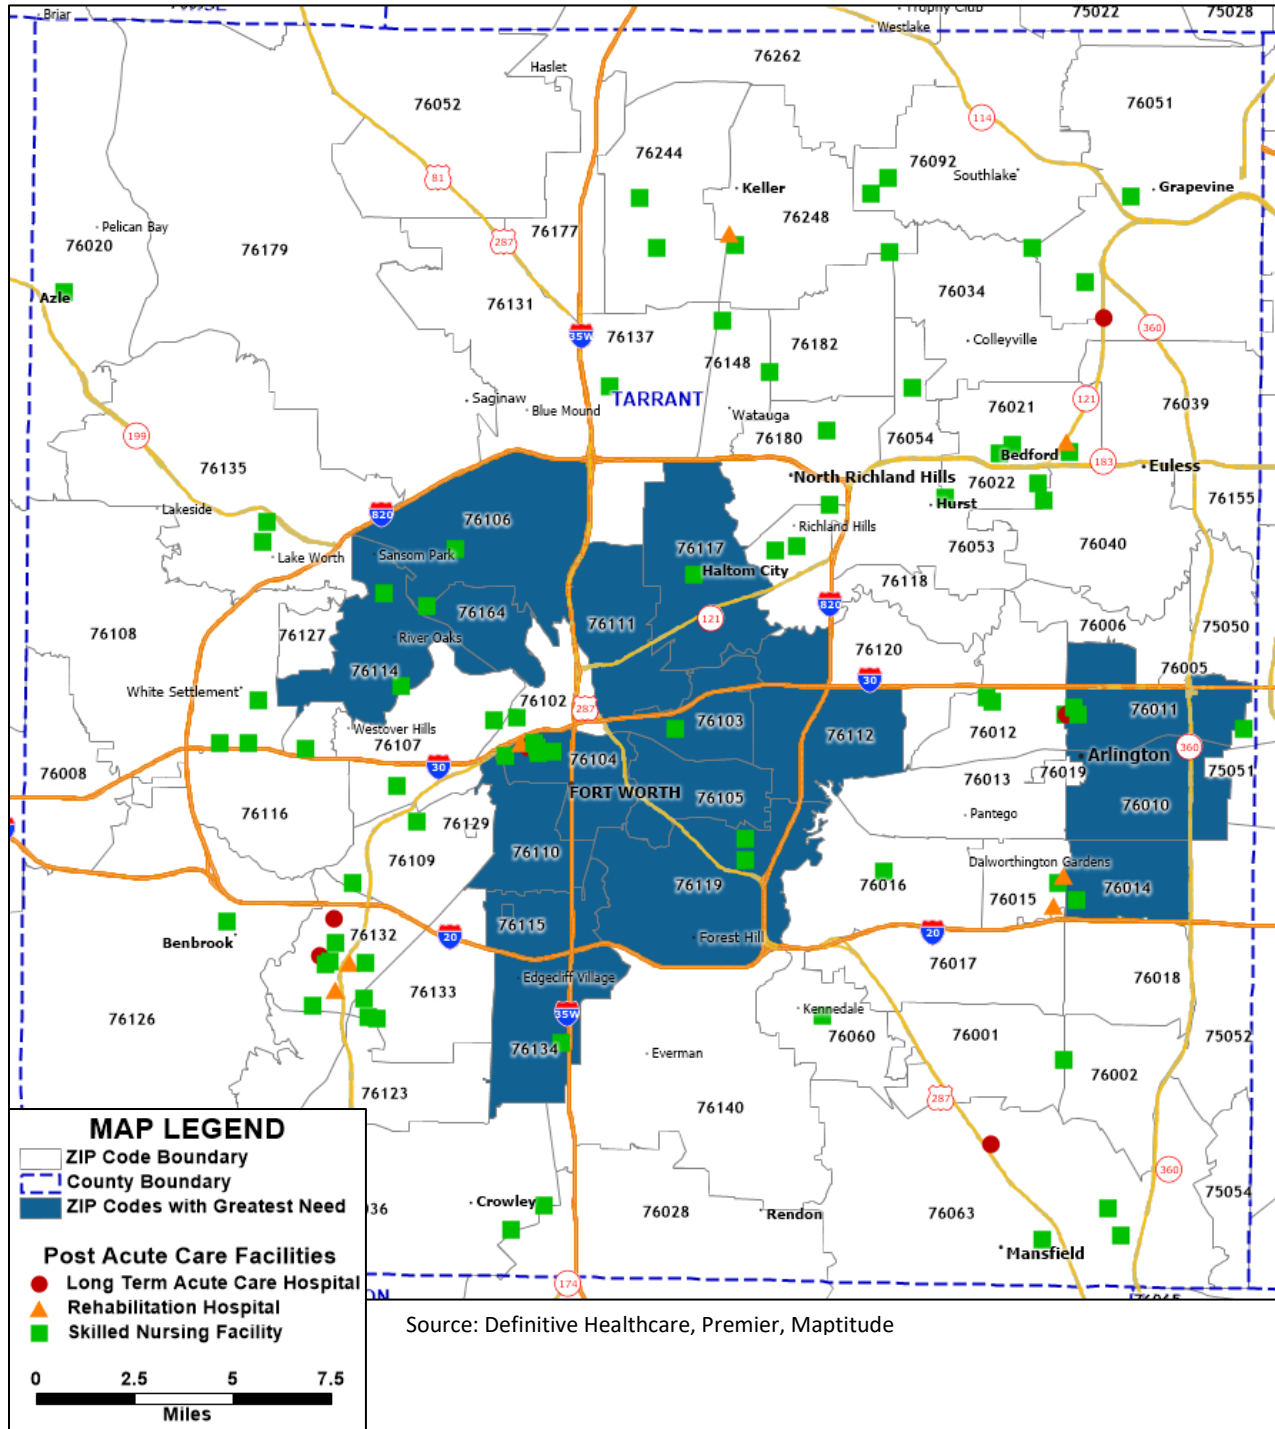 Briar
Trophy Club
75022
75028
Westlake
76262
Haslet
76052
76051
114
76244
76092
81
Southlake
Keller
Grapevine
76248
Pelican Bay
76020
76179
76177
287
Azle
76131
76034
35W
76137
360
76182
Colleyville
76148
TARRANT
Saginaw
Blue Mound
Watauga
76021
121
76039
199
76180
76054
76135
Bedford
183
Euless
North Richland Hills
76022
76155
Lakeside
820
76106
Hurst
Richland Hills
76117
76040
Lake Worth
Sansom Park
76053
Haltom City
76118
820
76164
76108
76127
76111
121
76006
75050
River Oaks
76120
76114
76005
30
White Settlement
76102
287
76103
76011
Westover Hills
76112
76012
76107
360
Arlington
76104
30
76008
76013
76019
75051
FORT WORTH
76105
76010
76116
76129
Pantego
76110
76109
Dalworthington Gardens
76119
76016
76014
76015
76115
76132
20
Forest Hill
20
Benbrook
76017
Edgecliff Village
76018
76133
Kennedale
76126
35W
76060
76001
75052
76134
Everman
76002
76123
287
76140
MAP LEGEND
ZIP Code Boundary
360
County Boundary
75054
ZIP Codes with Greatest Need
036
Crowley
76028
Rendon
76063
Mansfield
Post Acute Care Facilities
Long Term Acute Care Hospital
174
ON
Rehabilitation Hospital
Skilled Nursing Facility
Source: Definitive Healthcare, Premier, Maptitude
0 2.5 5 7.5
Miles